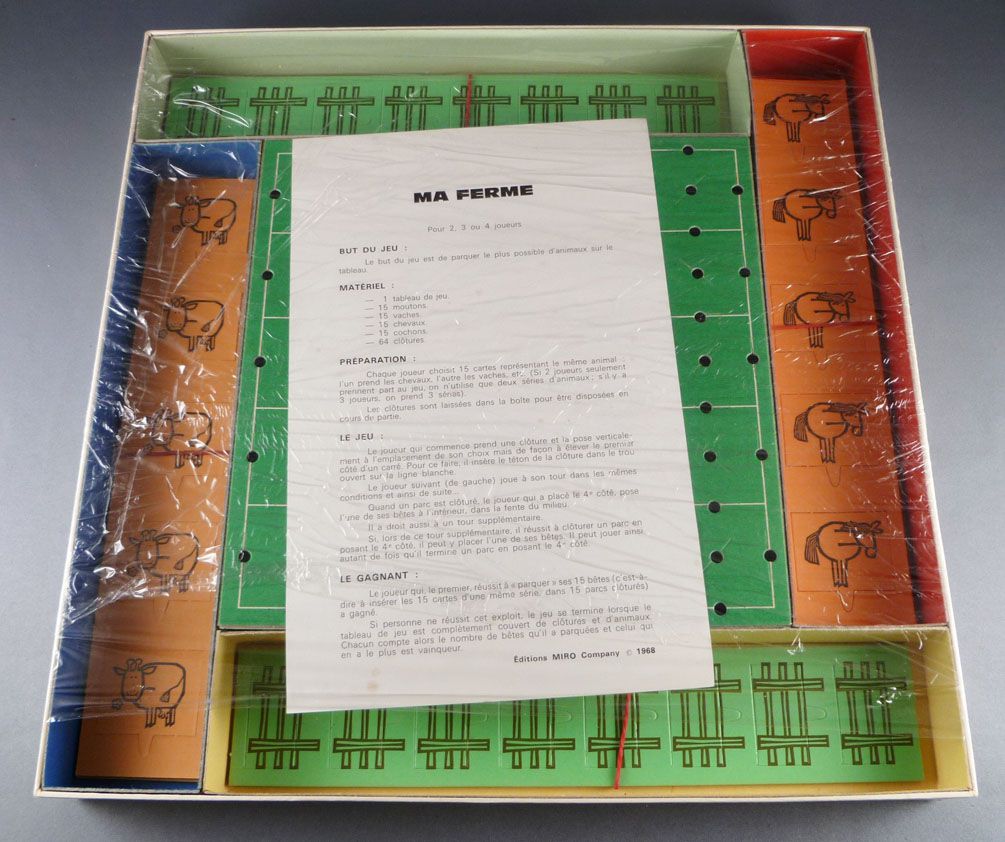 MA FERME
Pour 2, 3 ou 4 joueurs
BUT DU JEU :
Le but du jeu est de parquer le plus possible d'animaux sur le
tableau.
MATÉRIEL :
— 1 tableau de jeu.
— 15 moutons.
— 15 vaches.
— 15 chevaux.
— 15 cochons.
— 64 clôtures.
PRÉPARATION :
Chaque joueur choisit 15 cartes représentant le même animal :
l'un prend les chevaux, l'autre les vaches, etc. (Si 2 joueurs seulement
prennent part au jeu, on n'utilise que deux séries d'animaux ; s'il y a
3 joueurs, on prend 3 séries).
Les clôtures sont laissées dans la boîte pour être disposées en
cours de partie.
LE JEU :
Le joueur qui commence prend une clôture et la pose verticale-
ment à l'emplacement de son choix mais de façon à élever le premier
côté d'un carré. Pour ce faire, il insère le téton de la clôture dans le trou
ouvert sur la ligne blanche.
Le joueur suivant (de gauche) joue à son tour dans les mêmes
conditions et ainsi de suite...
Quand un parc est clôturé, le joueur qui a placé le 4e côté, pose
l'une de ses bêtes à l'intérieur, dans la fente du milieu.
Il a droit aussi à un tour supplémentaire.
Si, lors de ce tour supplémentaire, il réussit à clôturer un parc en
posant le 4e côté, il peut y placer l'une de ses bêtes. Il peut jouer ainsi
autant de fois qu'il termine un parc en posant le 4e côté.
LE GAGNANT :
Le joueur qui, le premier, réussit à « parquer » ses 15 bêtes (c'est-à-
dire à insérer les 15 cartes d'une même série, dans 15 parcs clôturés)
a gagné.
Si personne ne réussit cet exploit, le jeu se termine lorsque le
tableau de jeu est complètement couvert de clôtures et d'animaux.
Chacun compte alors le nombre de bêtes qu'il a parquées et celui qui
en a le plus est vainqueur.
Éditions MIRO Company © 1968